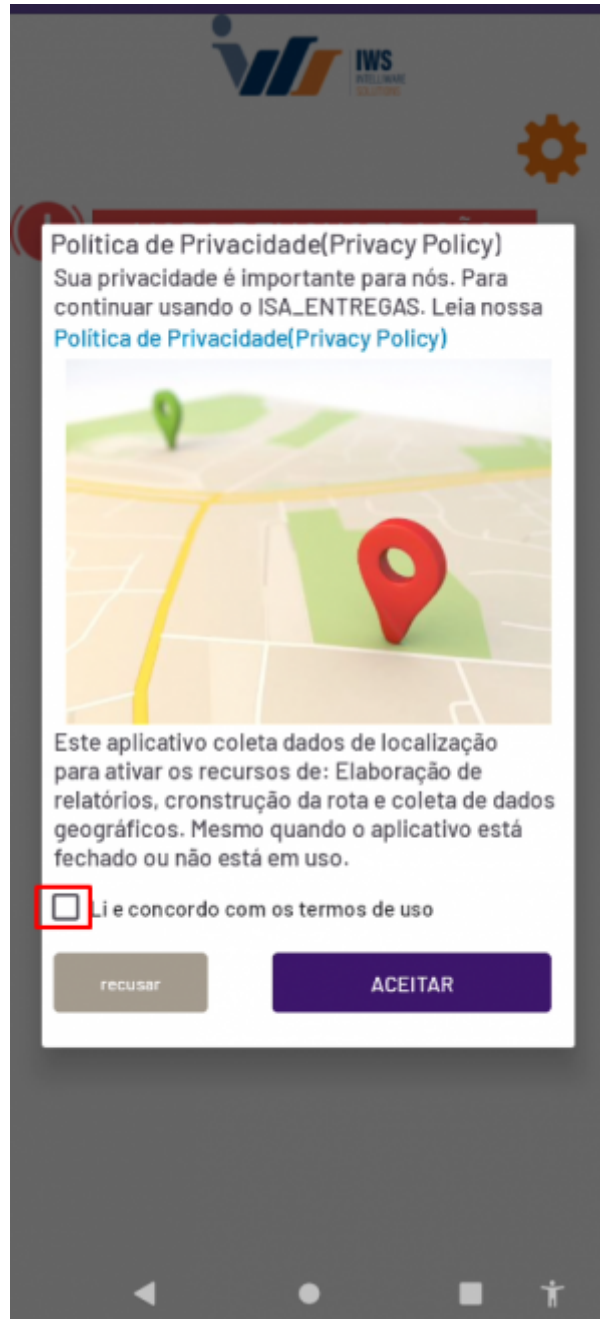 IWS
INTELLIWARE
SOLUTIONS
Política de Privacidade(Privacy Policy)
Sua privacidade é importante para nós. Para
continuar usando o ISA_ENTREGAS. Leia nossa
Política de Privacidade(Privacy Policy)
Este aplicativo coleta dados de localização
para ativar os recursos de: Elaboração de
relatórios, cronstrução da rota e coleta de dados
geográficos. Mesmo quando o aplicativo está
fechado ou não está em uso.
Li e concordo com os termos de uso
recusar
ACEITAR